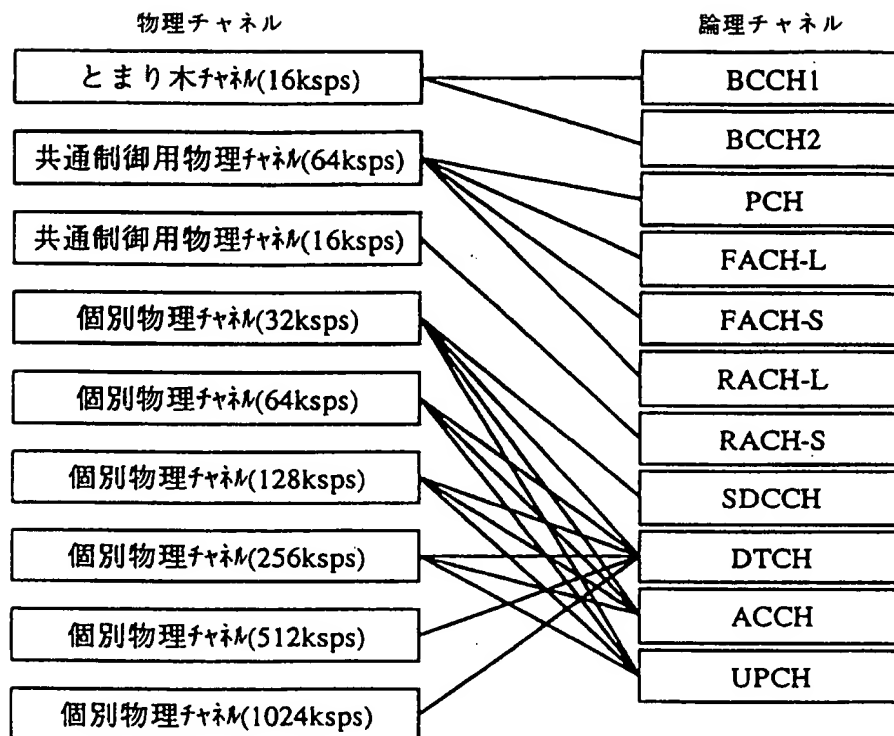 物理チャネル
とまり木ﾁｬﾈﾙ(16ksps)
共通制御用物理ﾁｬﾈﾙ(64ksps)
共通制御用物理ﾁｬﾈﾙ(16ksps)
個別物理ﾁｬﾈﾙ(32ksps)
個別物理ﾁｬﾈﾙ(64ksps)
個別物理ﾁｬﾈﾙ(128ksps)
個別物理ﾁｬﾈﾙ(256ksps)
個別物理ﾁｬﾈﾙ(512ksps)
個別物理ﾁｬﾈﾙ(1024ksps)
論理チャネル
BCCH1
BCCH2
PCH
FACH-L
FACH-S
RACH-L
RACH-S
SDCCH
DTCH
ACCH
UPCH